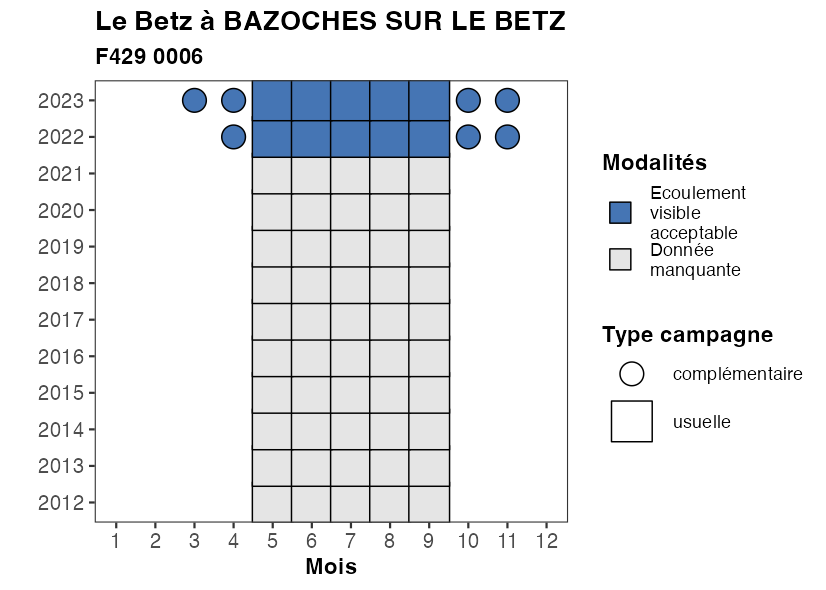 Le Betz à BAZOCHES SUR LE BETZ
F429 0006
2023
2022
2021
2020
2019
2018
2017
2016
2015
2014
2013
2012
1 2 3 4 5 6 7 8 9 10 11 12
Mois
Modalités
Ecoulement
visible
acceptable
Donnée
manquante
Type campagne
complémentaire
usuelle